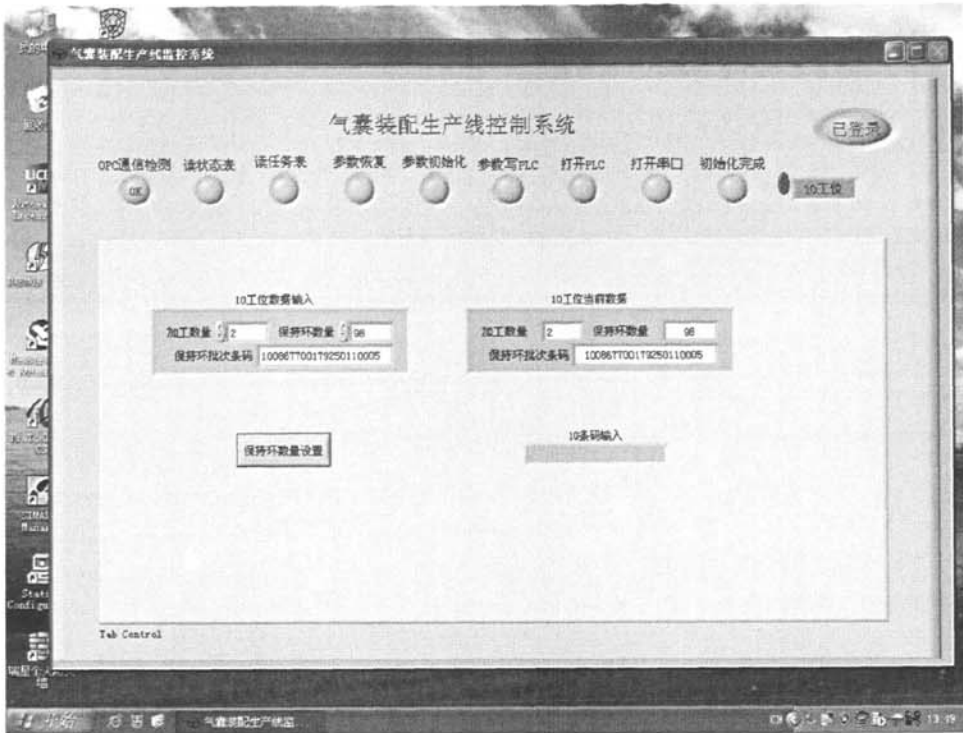 气囊装配生产线监控系统
气囊装配生产线控制系统
已登录
OPC通信检测 读状态表 读任务表 参数恢复 参数初始化 参数写PLC 打开PLC 打开串口 初始化完成
OK
10工位
10工位数据输入
加工数量 2 保持环数量 98
保持环批次条码 100867700179250110005
10工位当前数据
加工数量 2 保持环数量 98
保持环批次条码 100867700179250110005
保持环数量设置
10条码输入
Tab Control
气囊装配生产线监...
13:39